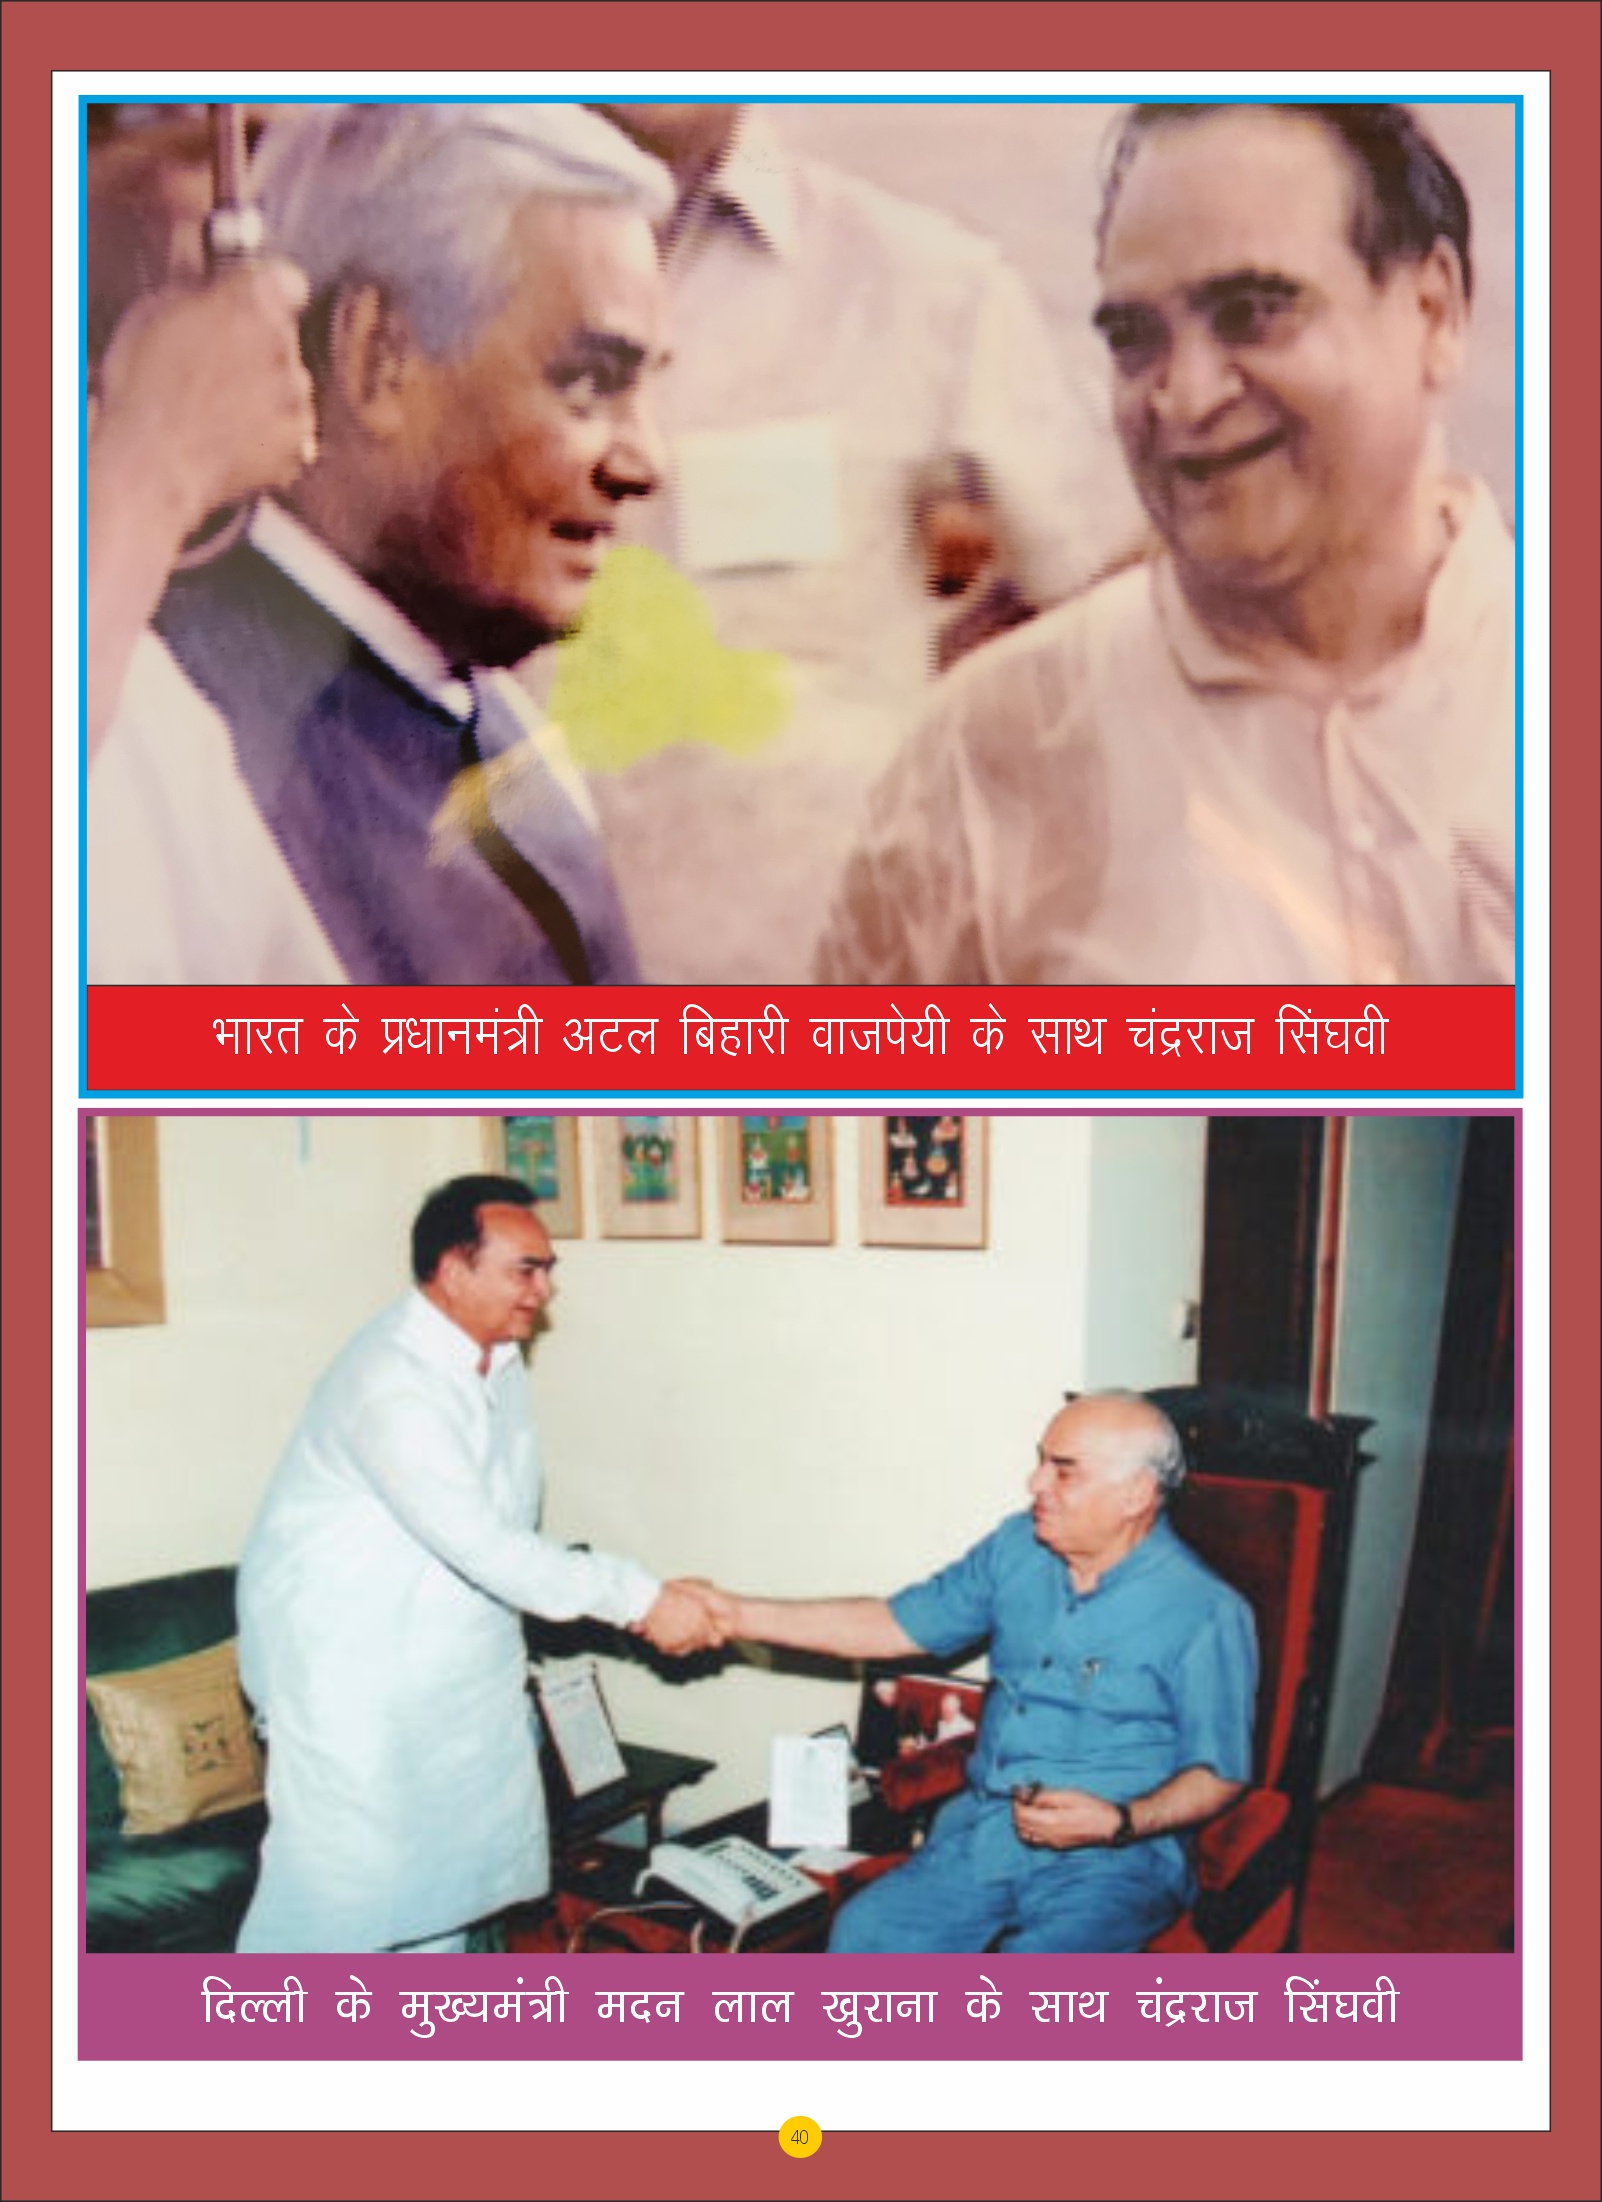 भारत के प्रधानमंत्री अटल बिहारी वाजपेयी के साथ चंद्रराज सिंघवी
दिल्ली के मुख्यमंत्री मदन लाल खुराना के साथ चंद्रराज सिंघवी
40